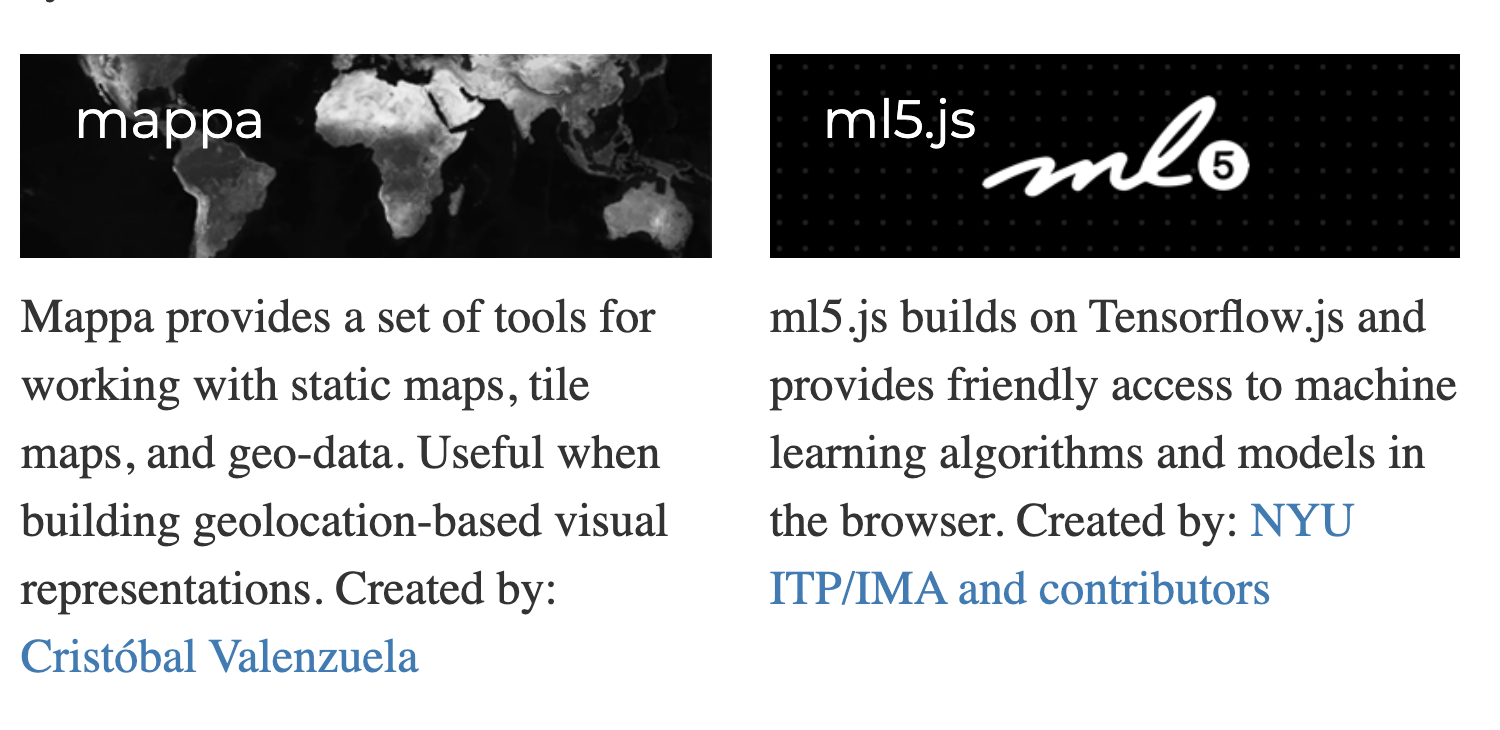 mappa
Mappa provides a set of tools for
working with static maps, tile
maps, and geo-data. Useful when
building geolocation-based visual
representations. Created by:
Cristóbal Valenzuela
ml5.js
ml5
ml5.js builds on Tensorflow.js and
provides friendly access to machine
learning algorithms and models in
the browser. Created by: NYU
ITP/IMA and contributors